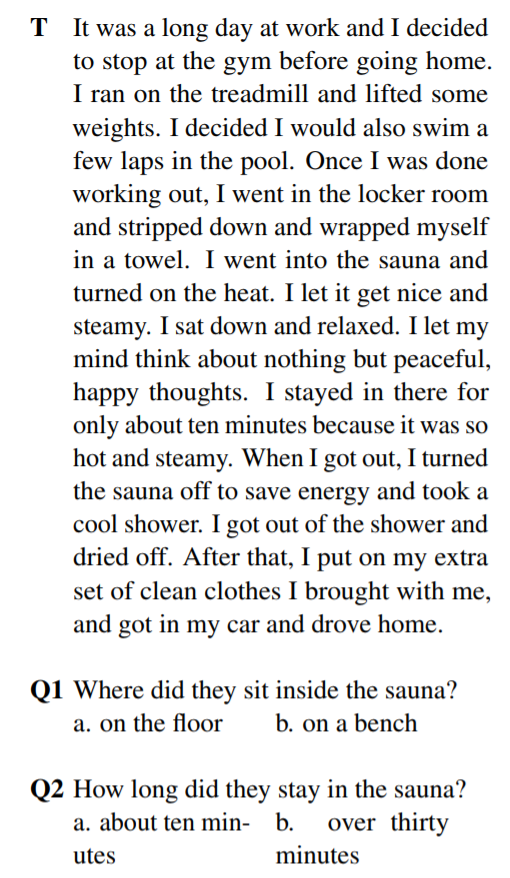 T It was a long day at work and I decided
to stop at the gym before going home.
I ran on the treadmill and lifted some
weights. I decided I would also swim a
few laps in the pool. Once I was done
working out, I went in the locker room
and stripped down and wrapped myself
in a towel. I went into the sauna and
turned on the heat. I let it get nice and
steamy. I sat down and relaxed. I let my
mind think about nothing but peaceful,
happy thoughts. I stayed in there for
only about ten minutes because it was so
hot and steamy. When I got out, I turned
the sauna off to save energy and took a
cool shower. I got out of the shower and
dried off. After that, I put on my extra
set of clean clothes I brought with me,
and got in my car and drove home.
Q1 Where did they sit inside the sauna?
a. on the floor b. on a bench
Q2 How long did they stay in the sauna?
a. about ten min- b. over thirty
utes minutes